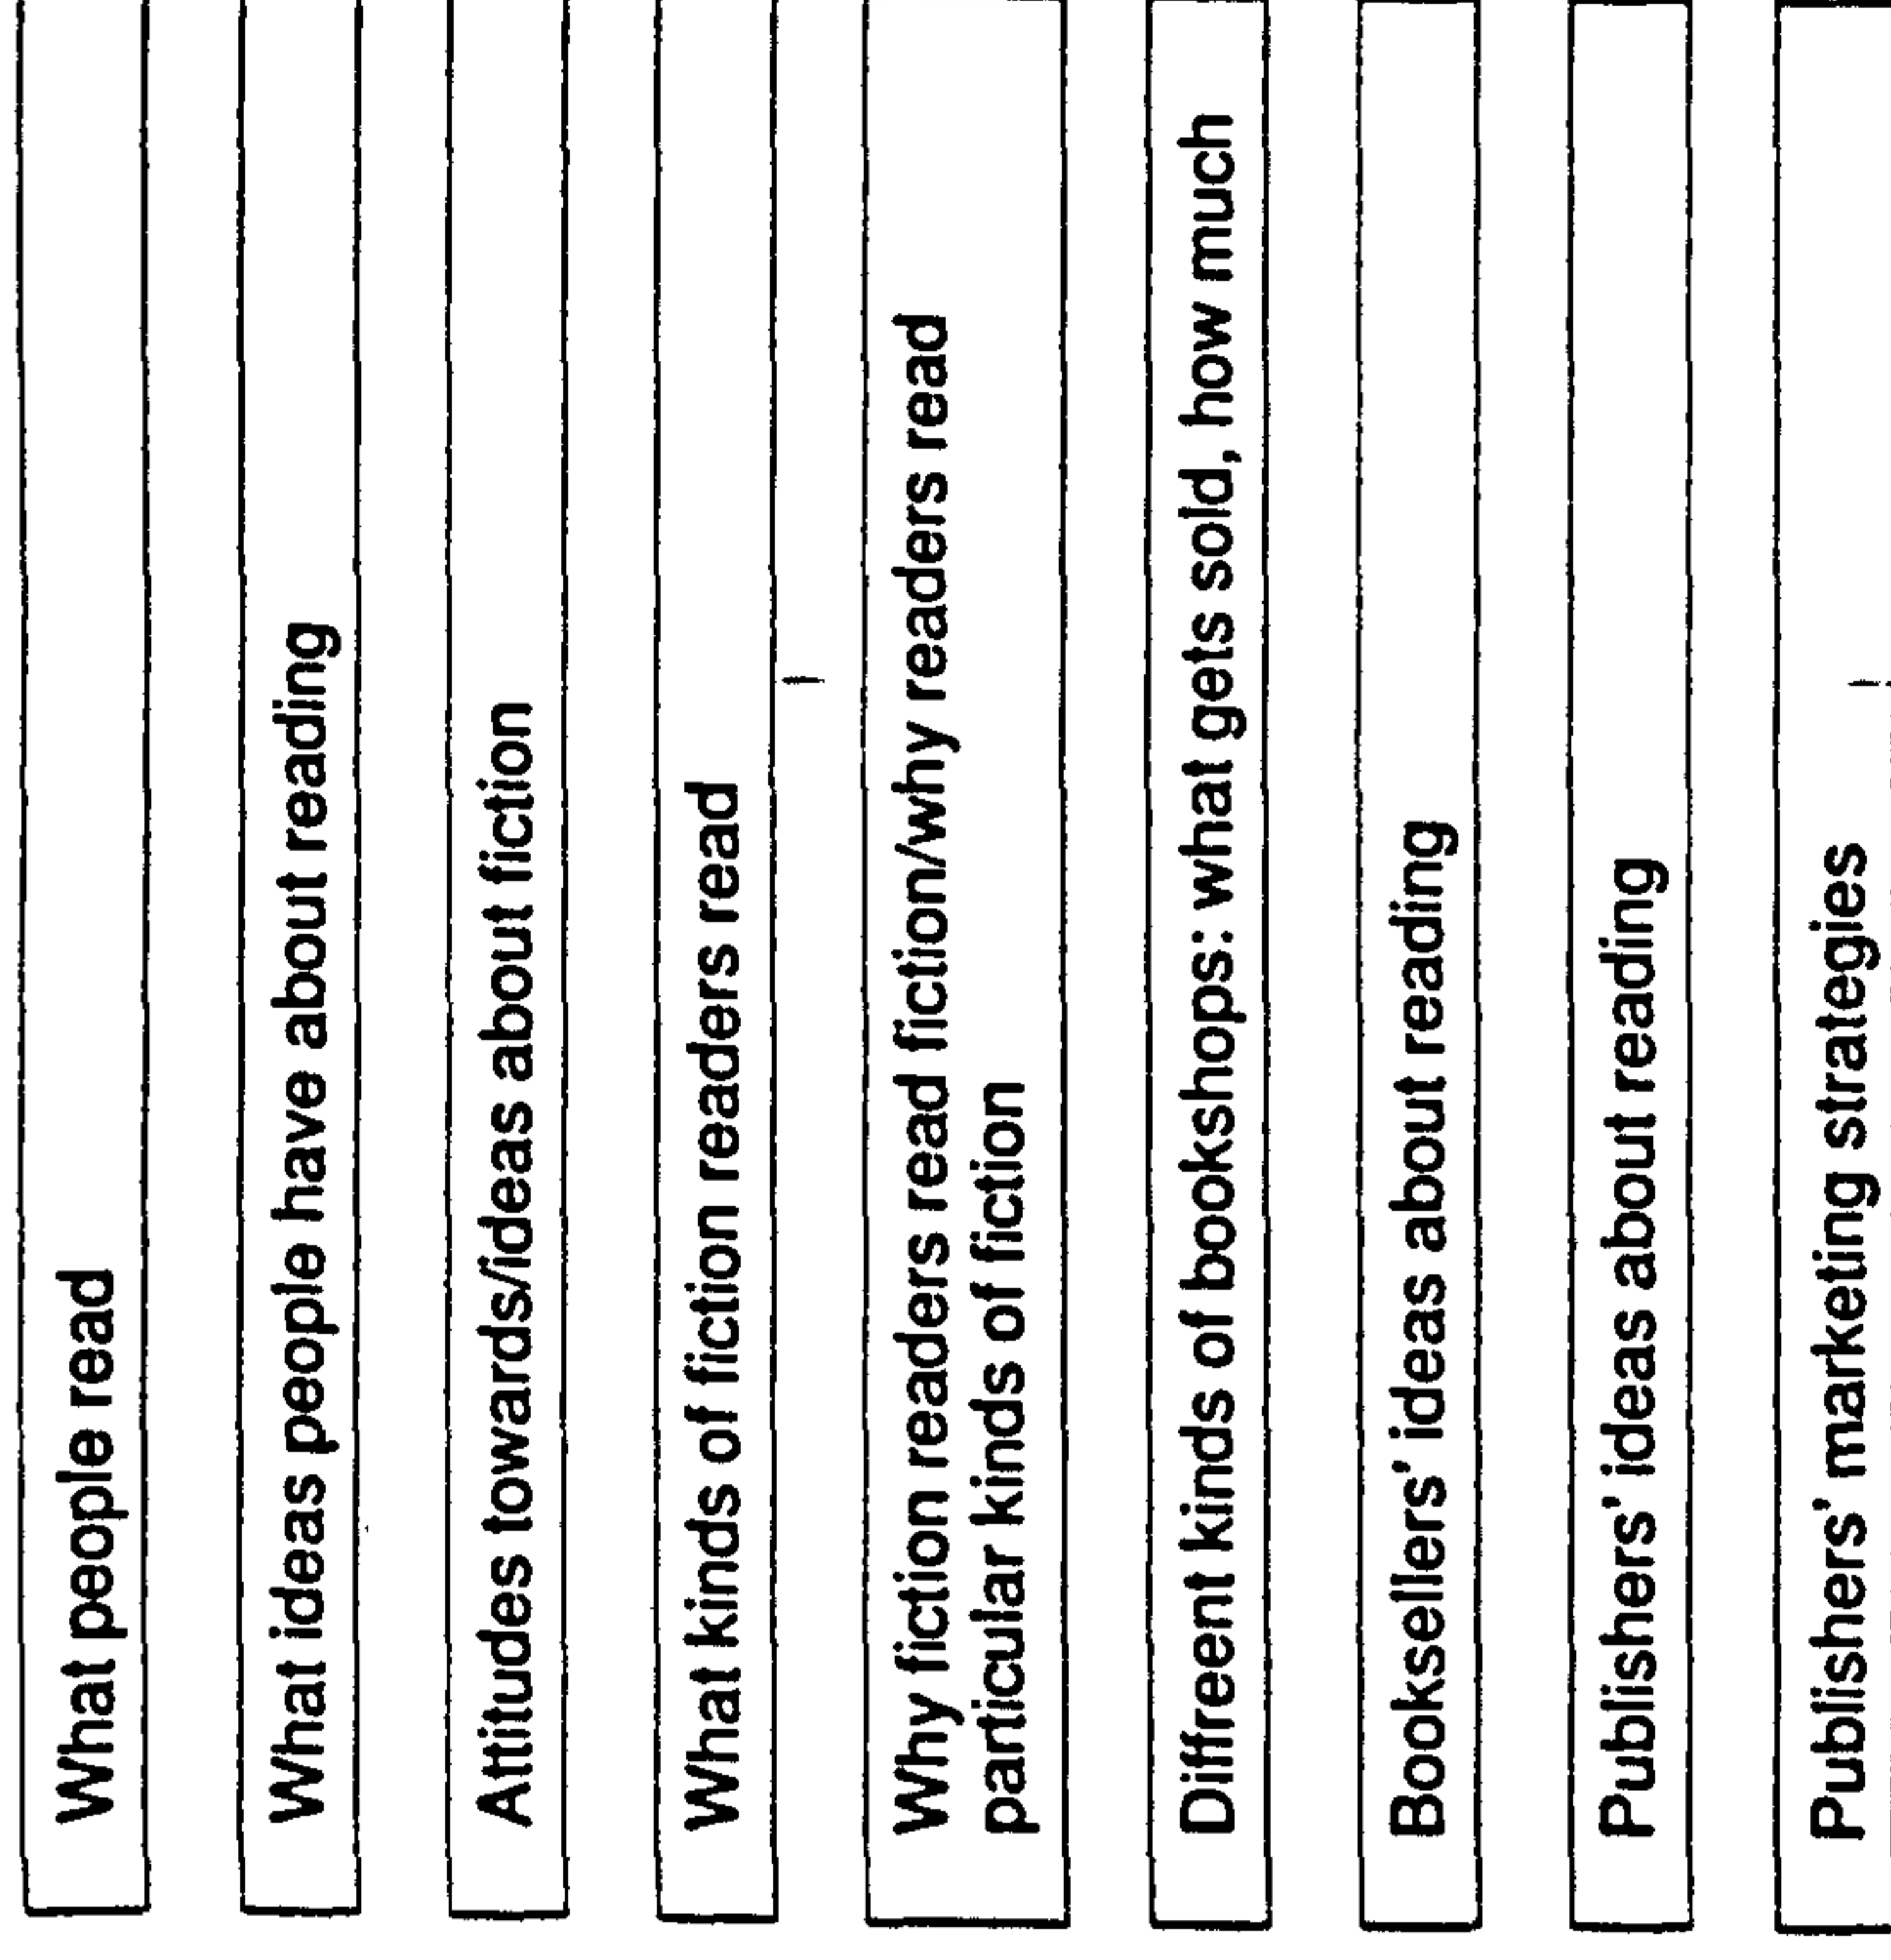 What people read
What ideas people have about reading
Attitudes towards/ideas about fiction
What kinds of fiction readers read
Why fiction readers read fiction/why readers read
particular kinds of fiction
Diffreent kinds of bookshops: what gets sold, how much
Booksellers' ideas about reading
Publishers' ideas about reading
Publishers' marketing strategies